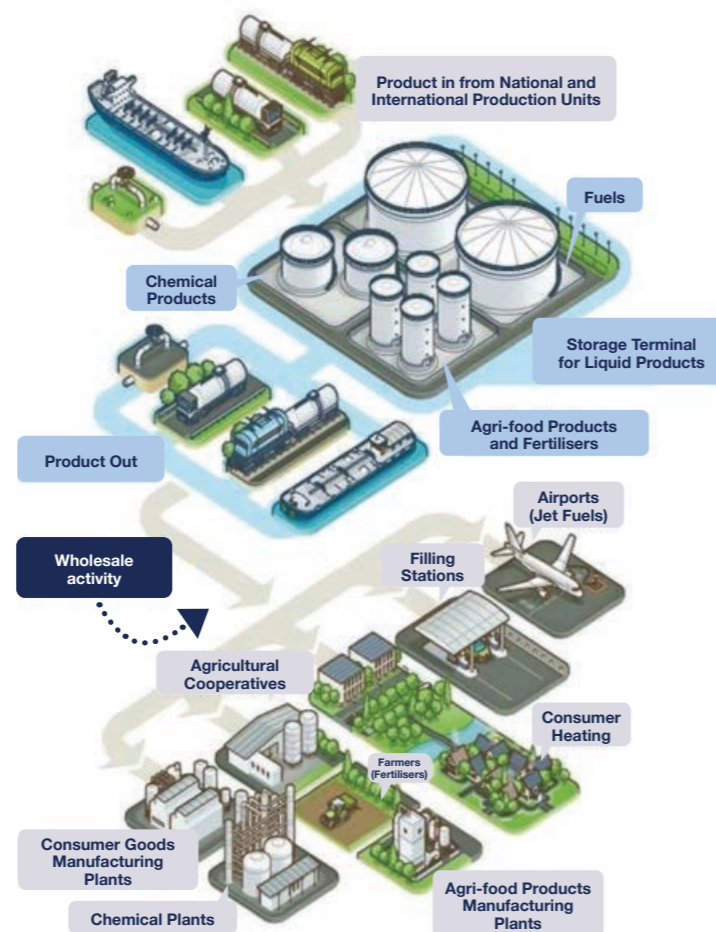 Product in from National and
International Production Units
Fuels
Chemical
Products
Storage Terminal
for Liquid Products
Agri-food Products
and Fertilisers
Product Out
Airports
(Jet Fuels)
Wholesale
activity
Filling
Stations
Agricultural
Cooperatives
Consumer
Heating
Farmers
(Fertilisers)
Consumer Goods
Manufacturing
Plants
Agri-food Products
Manufacturing
Plants
Chemical Plants